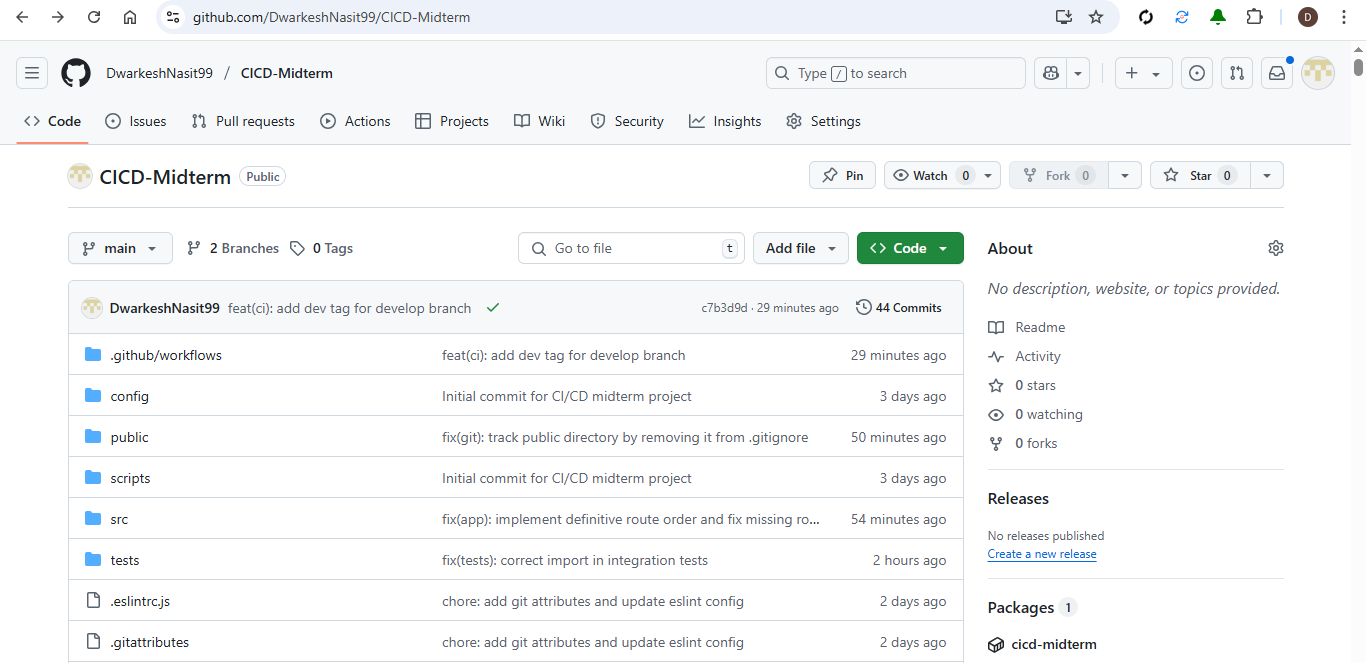 github.com/DwarkeshNasit99/CICD-Midterm
D
DwarkeshNasit99 / CICD-Midterm
Type / to search
Code Issues Pull requests Actions Projects Wiki Security Insights Settings
CICD-Midterm Public
Pin Watch 0 Fork 0 Star 0
main 2 Branches 0 Tags Go to file t Add file Code
About
No description, website, or topics provided.
DwarkeshNasit99 feat(ci): add dev tag for develop branch c7b3d9d · 29 minutes ago 44 Commits
Readme
.github/workflows feat(ci): add dev tag for develop branch 29 minutes ago
Activity
config Initial commit for CI/CD midterm project 3 days ago
0 stars
0 watching
public fix(git): track public directory by removing it from .gitignore 50 minutes ago
0 forks
scripts Initial commit for CI/CD midterm project 3 days ago
Releases
src fix(app): implement definitive route order and fix missing ro... 54 minutes ago
No releases published
Create a new release
tests fix(tests): correct import in integration tests 2 hours ago
.eslintrc.js chore: add git attributes and update eslint config 2 days ago
Packages 1
.gitattributes chore: add git attributes and update eslint config 2 days ago
cicd-midterm